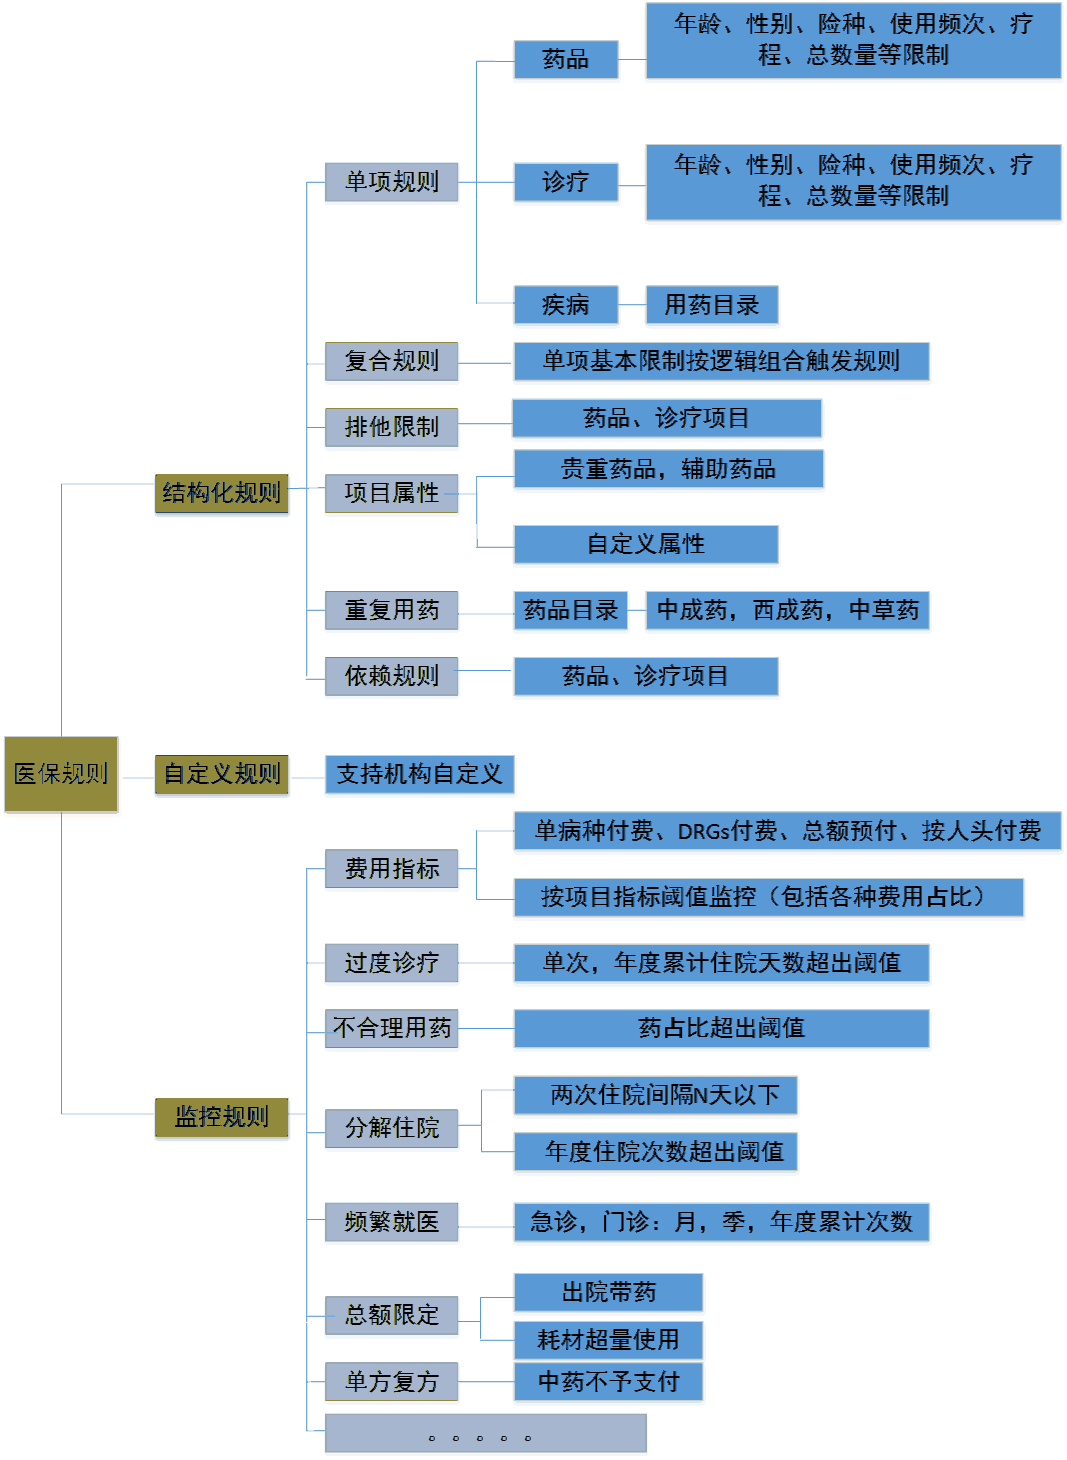 年龄、性别、险种、使用频次、疗
程、总数量等限制
药品
年龄、性别、险种、使用频次、疗
程、总数量等限制
单项规则
诊疗
疾病
用药目录
复合规则
单项基本限制按逻辑组合触发规则
排他限制
药品、诊疗项目
贵重药品，辅助药品
结构化规则
项目属性
自定义属性
重复用药
药品目录
中成药，西成药，中草药
依赖规则
药品、诊疗项目
医保规则
自定义规则
支持机构自定义
单病种付费、DRGs付费、总额预付、按人头付费
费用指标
按项目指标阈值监控（包括各种费用占比）
过度诊疗
单次，年度累计住院天数超出阈值
不合理用药
药占比超出阈值
两次住院间隔N天以下
监控规则
分解住院
年度住院次数超出阈值
频繁就医
急诊，门诊：月，季，年度累计次数
出院带药
总额限定
耗材超量使用
单方复方
中药不予支付
。。。。。